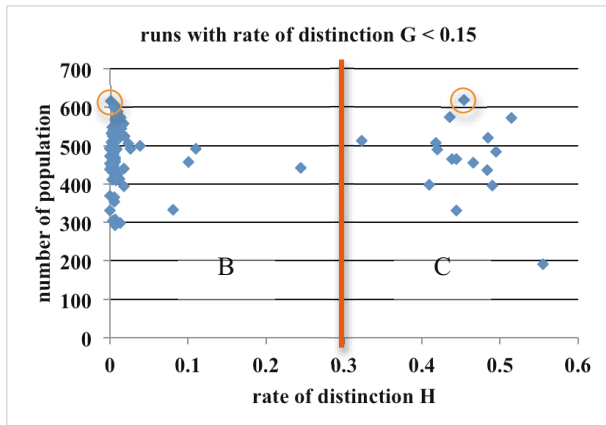 runs with rate of distinction G < 0.15
number of population
700
600
500
400
300
200
100
0
B
C
0 0.1 0.2 0.3 0.4 0.5 0.6
rate of distinction H